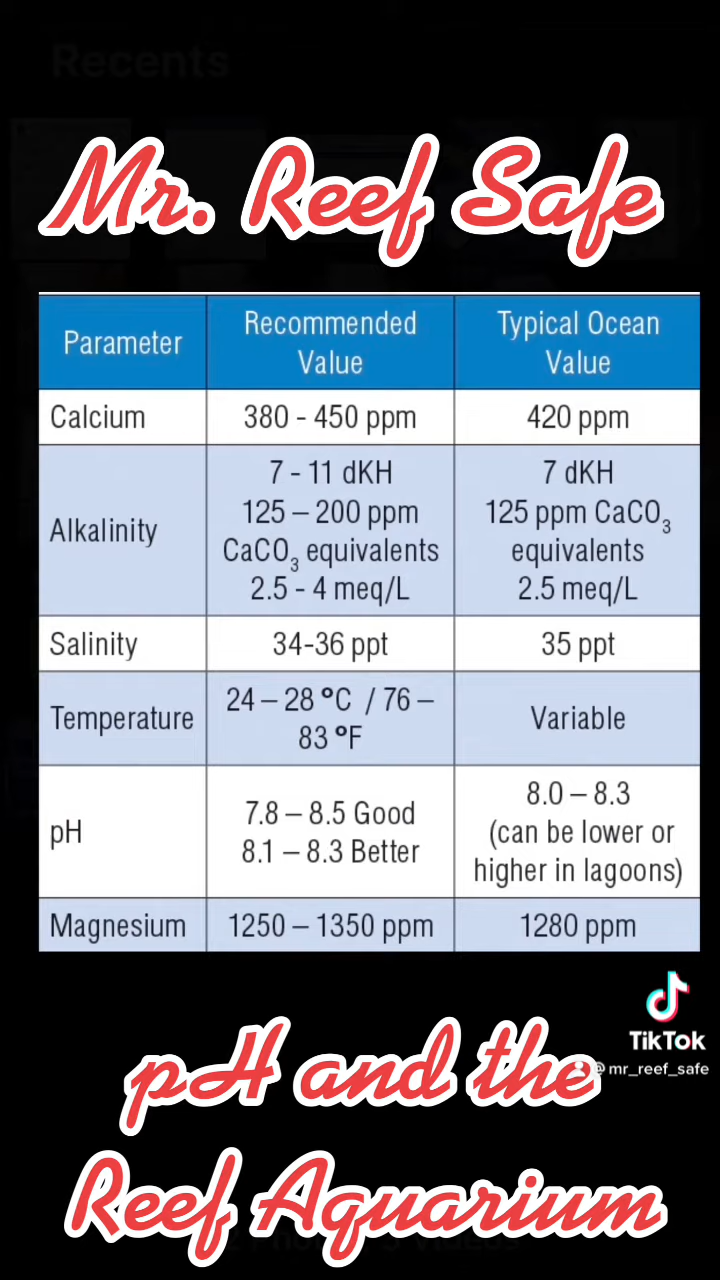 Recents
Mr. Reef Safe
Parameter
Recommended
Value
Typical Ocean
Value
Calcium
380 - 450 ppm
420 ppm
Alkalinity
7 - 11 dKH
125 – 200 ppm
CaCO₃ equivalents
2.5 - 4 meq/L
7 dKH
125 ppm CaCO₃
equivalents
2.5 meq/L
Salinity
34-36 ppt
35 ppt
Temperature
24 – 28 ºC / 76 –
83 ºF
Variable
pH
7.8 – 8.5 Good
8.1 – 8.3 Better
8.0 – 8.3
(can be lower or
higher in lagoons)
Magnesium
1250 – 1350 ppm
1280 ppm
TikTok
@mr_reef_safe
pH and the
Reef Aquarium